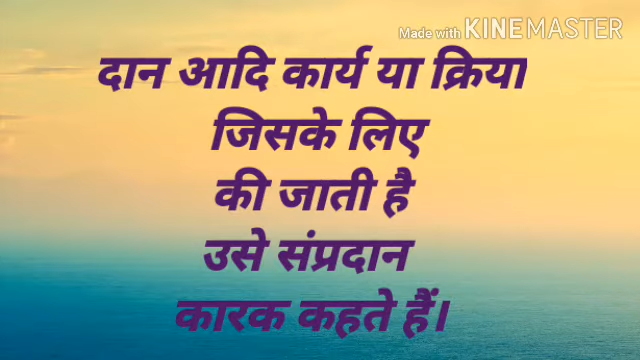 Made with KINEMASTER
दान आदि कार्य या क्रिया
जिसके लिए
की जाती है
उसे संप्रदान
कारक कहते हैं।